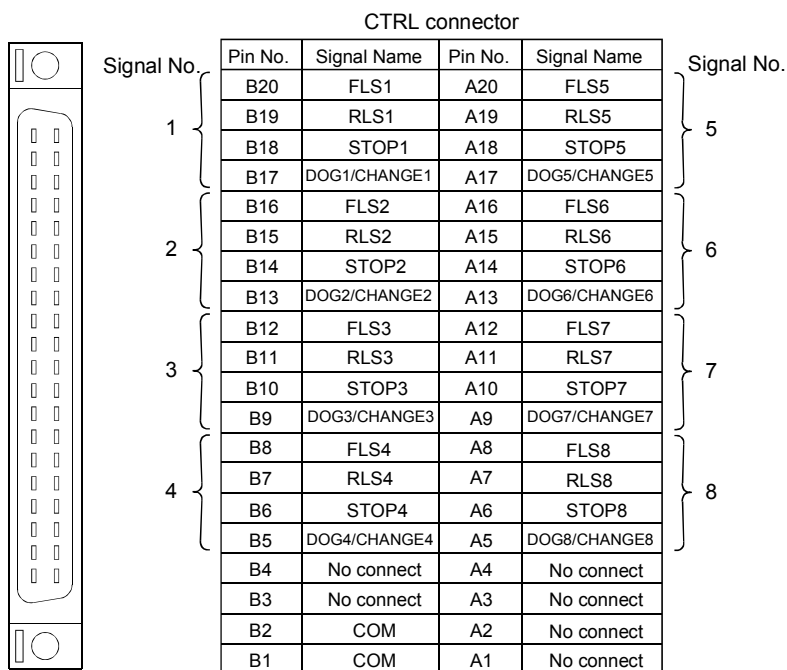 CTRL connector
Signal No.
Pin No. Signal Name Pin No. Signal Name
Signal No.
B20 FLS1 A20 FLS5
B19 RLS1 A19 RLS5
1
5
B18 STOP1 A18 STOP5
B17 DOG1/CHANGE1 A17 DOG5/CHANGE5
B16 FLS2 A16 FLS6
B15 RLS2 A15 RLS6
2
6
B14 STOP2 A14 STOP6
B13 DOG2/CHANGE2 A13 DOG6/CHANGE6
B12 FLS3 A12 FLS7
B11 RLS3 A11 RLS7
3
7
B10 STOP3 A10 STOP7
B9 DOG3/CHANGE3 A9 DOG7/CHANGE7
B8 FLS4 A8 FLS8
B7 RLS4 A7 RLS8
4
8
B6 STOP4 A6 STOP8
B5 DOG4/CHANGE4 A5 DOG8/CHANGE8
B4 No connect A4 No connect
B3 No connect A3 No connect
B2 COM A2 No connect
B1 COM A1 No connect